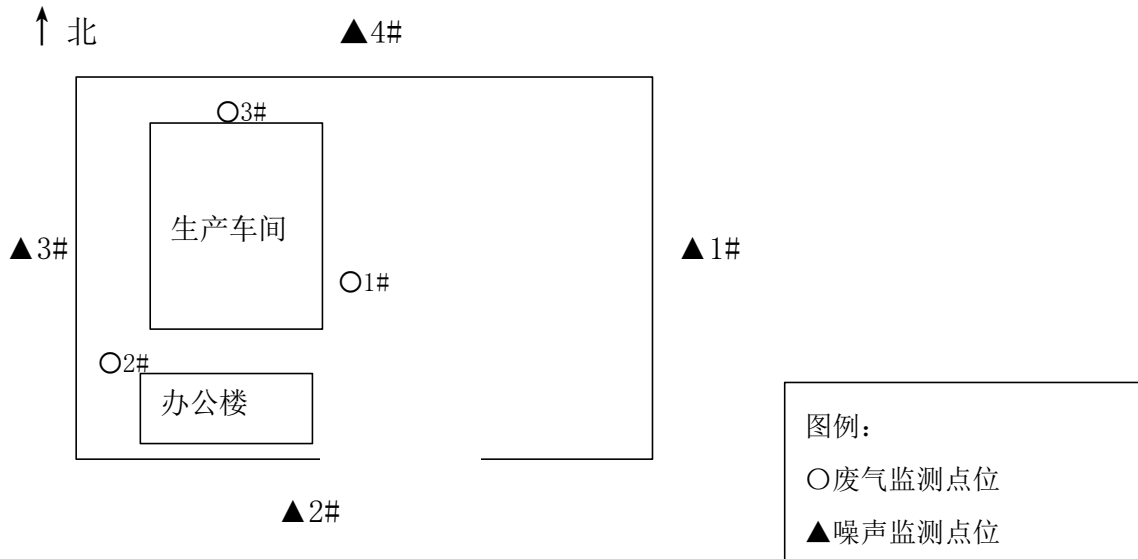 北
▲4#
○3#
生产车间
▲3#
▲1#
○1#
○2#
办公楼
▲2#
图例：
○废气监测点位
▲噪声监测点位